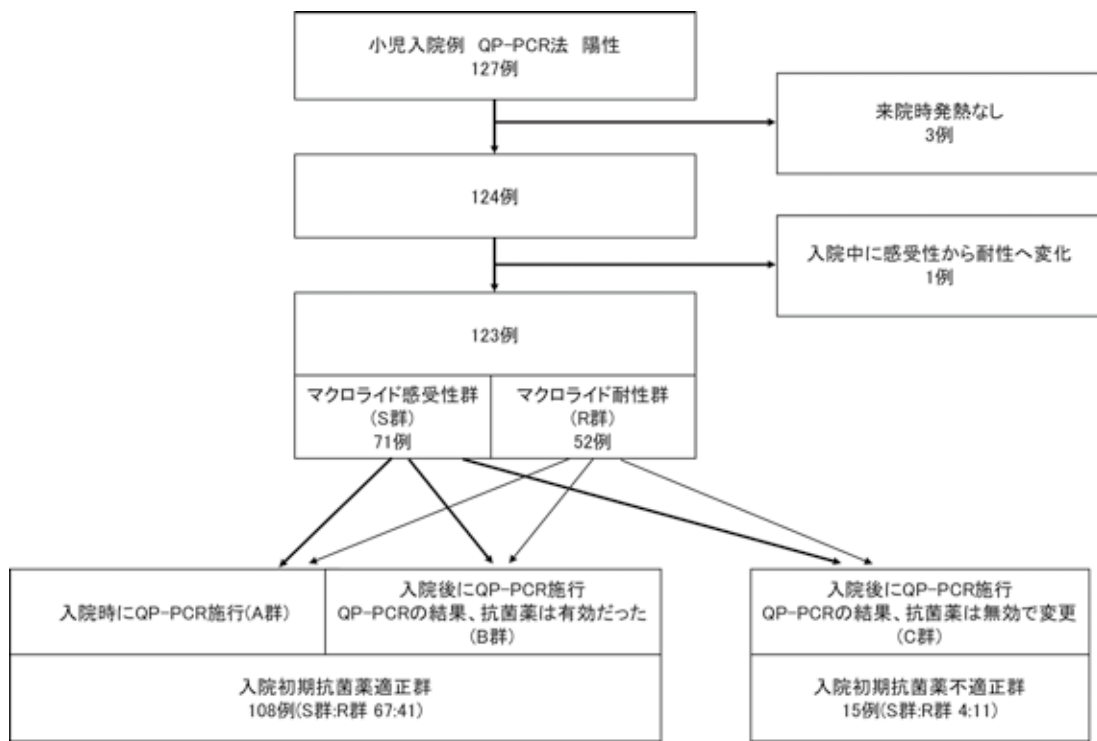 小児入院例 QP-PCR法 陽性
127例
来院時発熱なし
3例
124例
入院中に感受性から耐性へ変化
1例
123例
マクロライド感受性群
(S群)
71例
マクロライド耐性群
(R群)
52例
入院時にQP-PCR施行(A群)
入院後にQP-PCR施行
QP-PCRの結果、抗菌薬は有効だった
(B群)
入院後にQP-PCR施行
QP-PCRの結果、抗菌薬は無効で変更
(C群)
入院初期抗菌薬適正群
108例(S群:R群 67:41)
入院初期抗菌薬不適正群
15例(S群:R群 4:11)